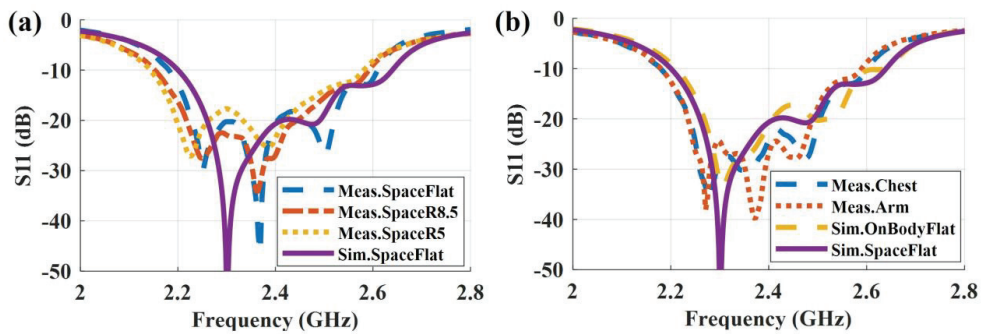 (a)
0
-10
-20
-30
-40
-50
S11 (dB)
Meas.SpaceFlat
Meas.SpaceR8.5
Meas.SpaceR5
Sim.SpaceFlat
2 2.2 2.4 2.6 2.8
Frequency (GHz)
(b)
0
-10
-20
-30
-40
-50
S11 (dB)
Meas.Chest
Meas.Arm
Sim.OnBodyFlat
Sim.SpaceFlat
2 2.2 2.4 2.6 2.8
Frequency (GHz)